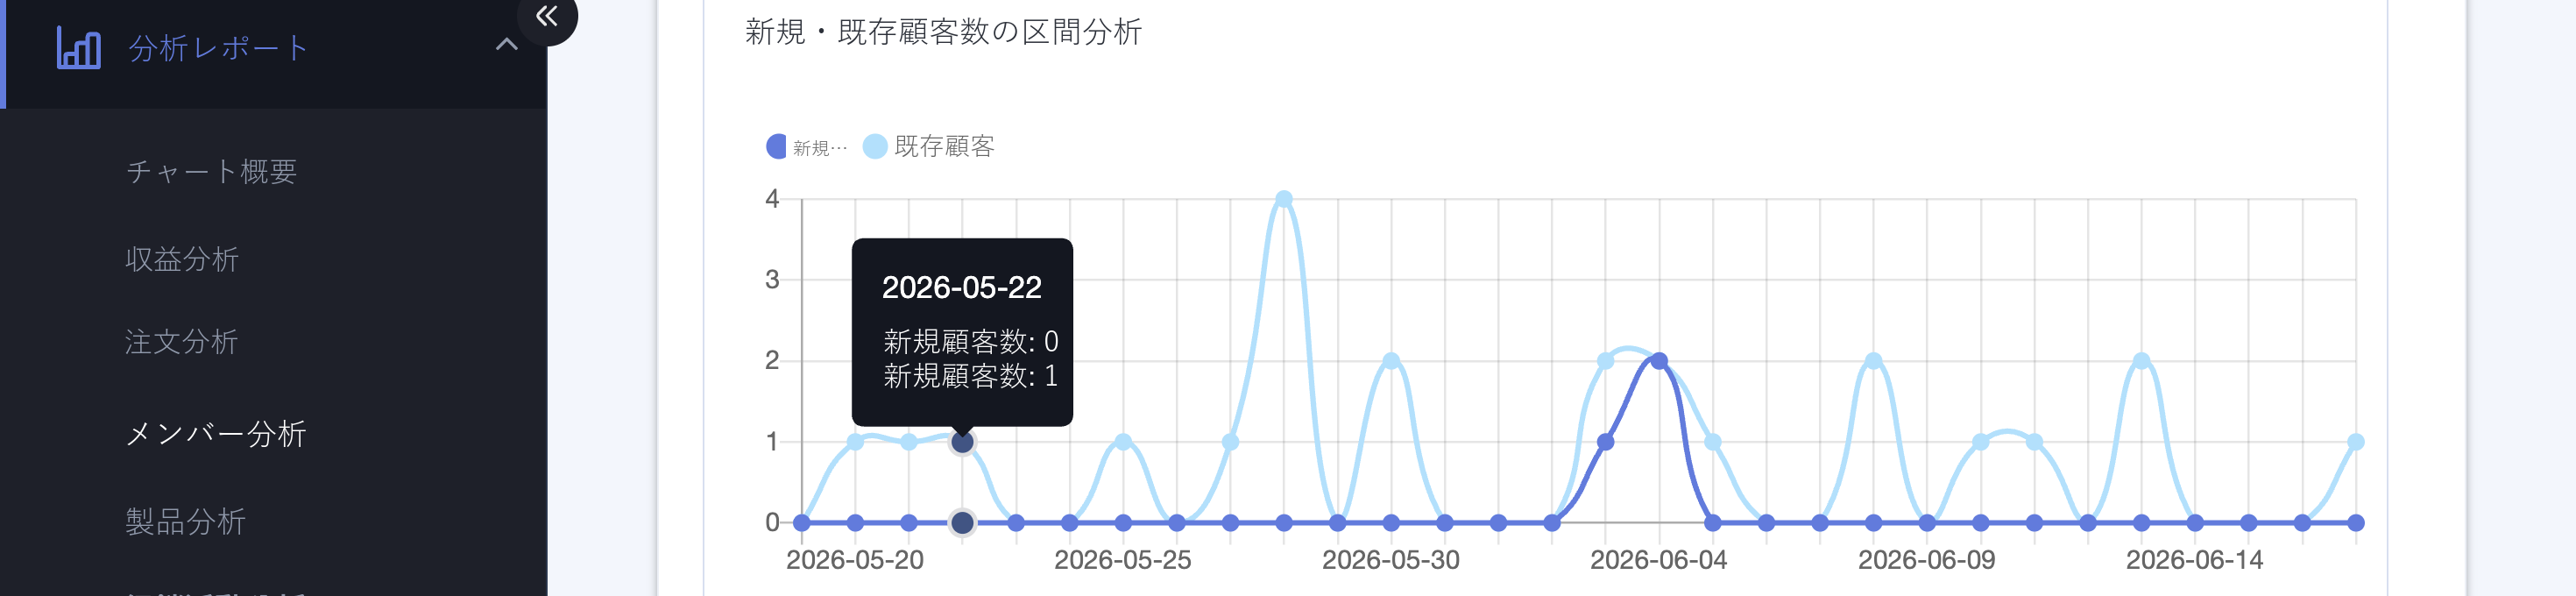 分析レポート
チャート概要
収益分析
注文分析
メンバー分析
製品分析
新規・既存顧客数の区間分析
新規… 既存顧客
4
3
2
1
0
2026-05-22
新規顧客数: 0
新規顧客数: 1
2026-05-20 2026-05-25 2026-05-30 2026-06-04 2026-06-09 2026-06-14